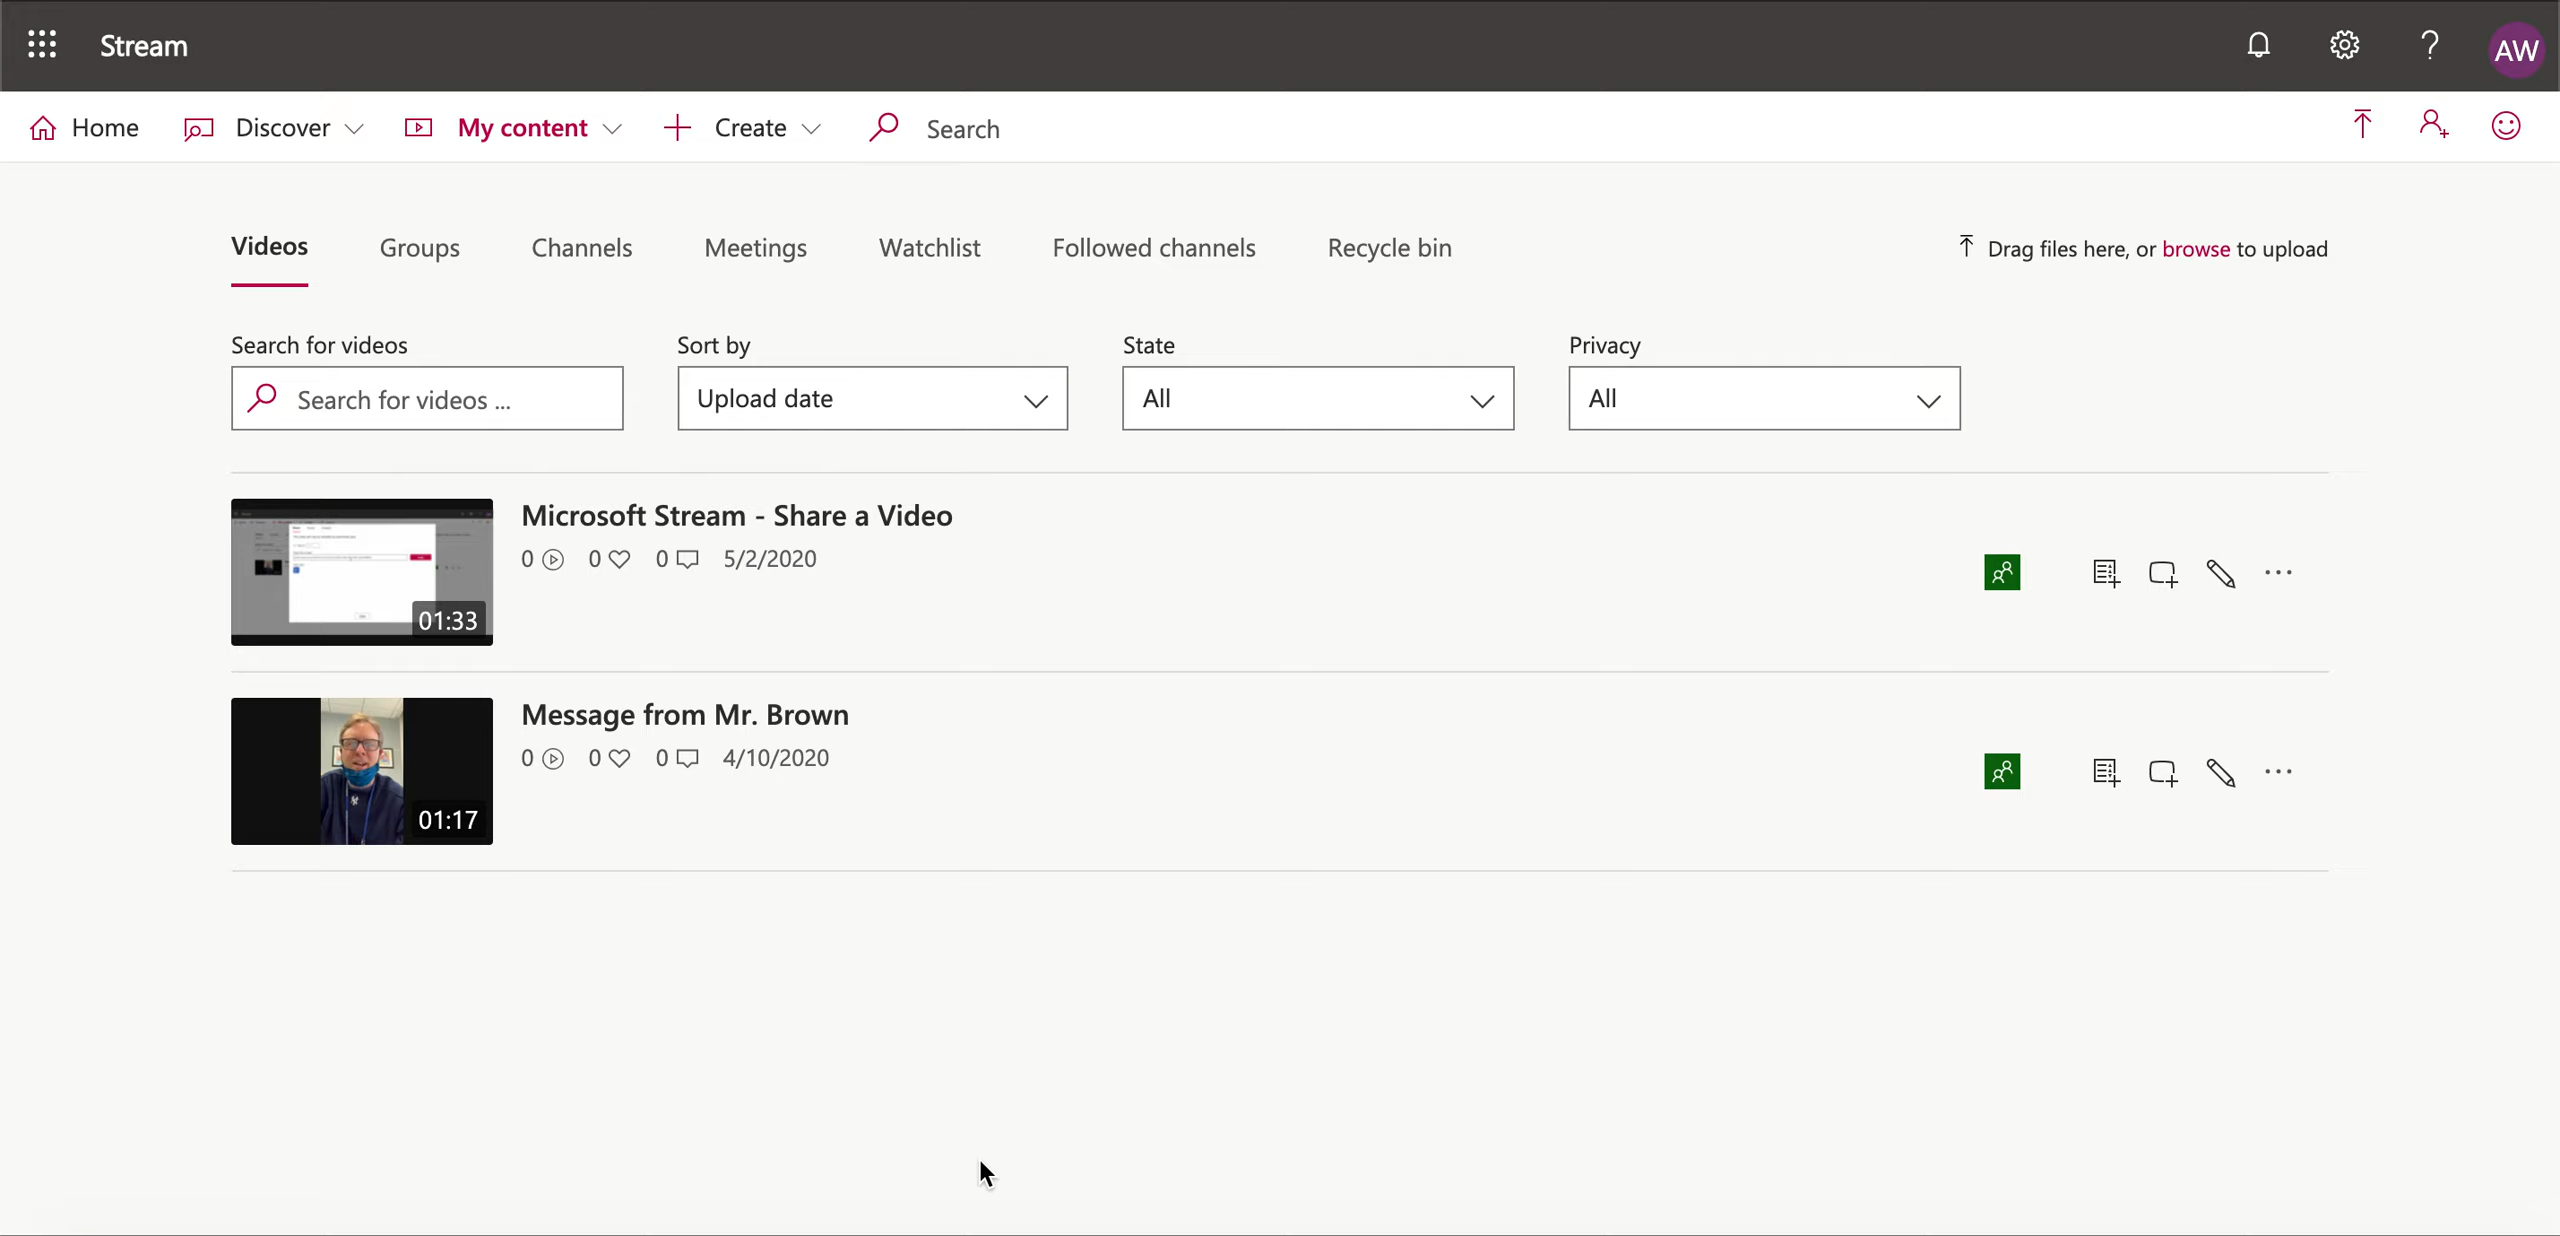 Stream
AW
Home Discover My content Create Search
Videos Groups Channels Meetings Watchlist Followed channels Recycle bin
Drag files here, or browse to upload
Search for videos Sort by State Privacy
Search for videos ... Upload date All All
Microsoft Stream - Share a Video
0 0 0 5/2/2020
01:33
Message from Mr. Brown
0 0 0 4/10/2020
01:17